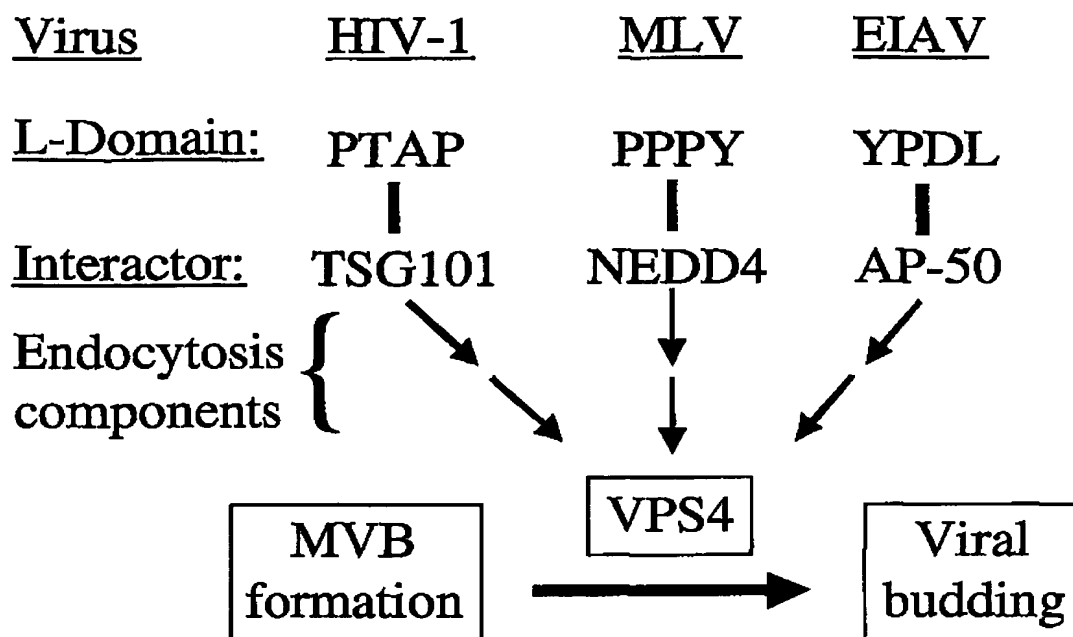 Virus HIV-1 MLV EIAV
L-Domain: PTAP PPPY YPDL
Interactor: TSG101 NEDD4 AP-50
Endocytosis
components
VPS4
MVB
formation
Viral
budding